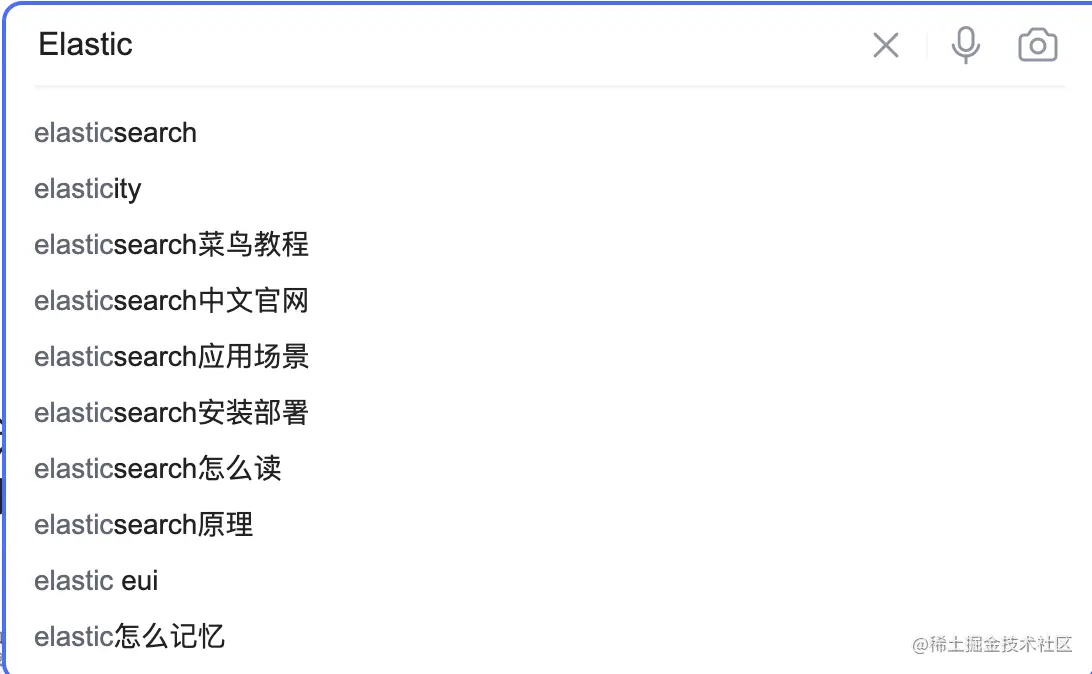 Elastic
elasticsearch
elasticity
elasticsearch菜鸟教程
elasticsearch中文官网
elasticsearch应用场景
elasticsearch安装部署
elasticsearch怎么读
elasticsearch原理
elastic eui
elastic怎么记忆
@稀土掘金技术社区